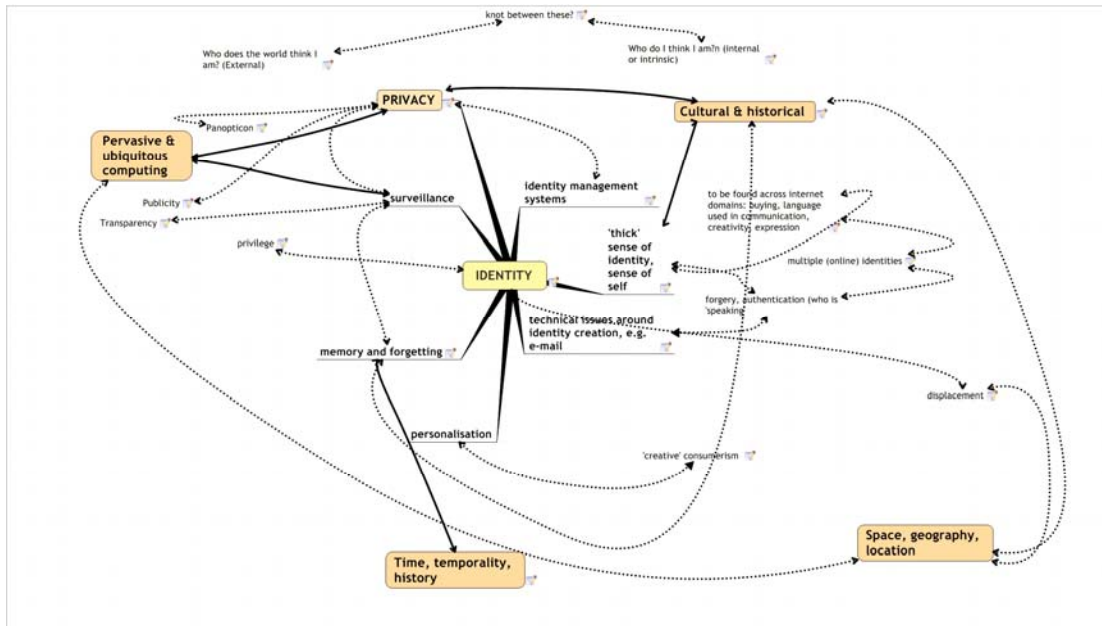 knot between these?
Who does the world think I
am? (External)
Who do I think I am?n (internal
or intrinsic)
PRIVACY
Cultural & historical
Panopticon
Pervasive &
ubiquitous
computing
Publicity
Transparency
surveillance
identity management
systems
to be found across internet
domains: buying, language
used in communication,
creativity, expression
privilege
'thick'
sense of
identity,
sense of
self
multiple (online) identities
IDENTITY
forgery, authentication (who is
'speaking
technical issues around
identity creation, e.g.
e-mail
memory and forgetting
displacement
personalisation
'creative' consumerism
Space, geography,
location
Time, temporality,
history